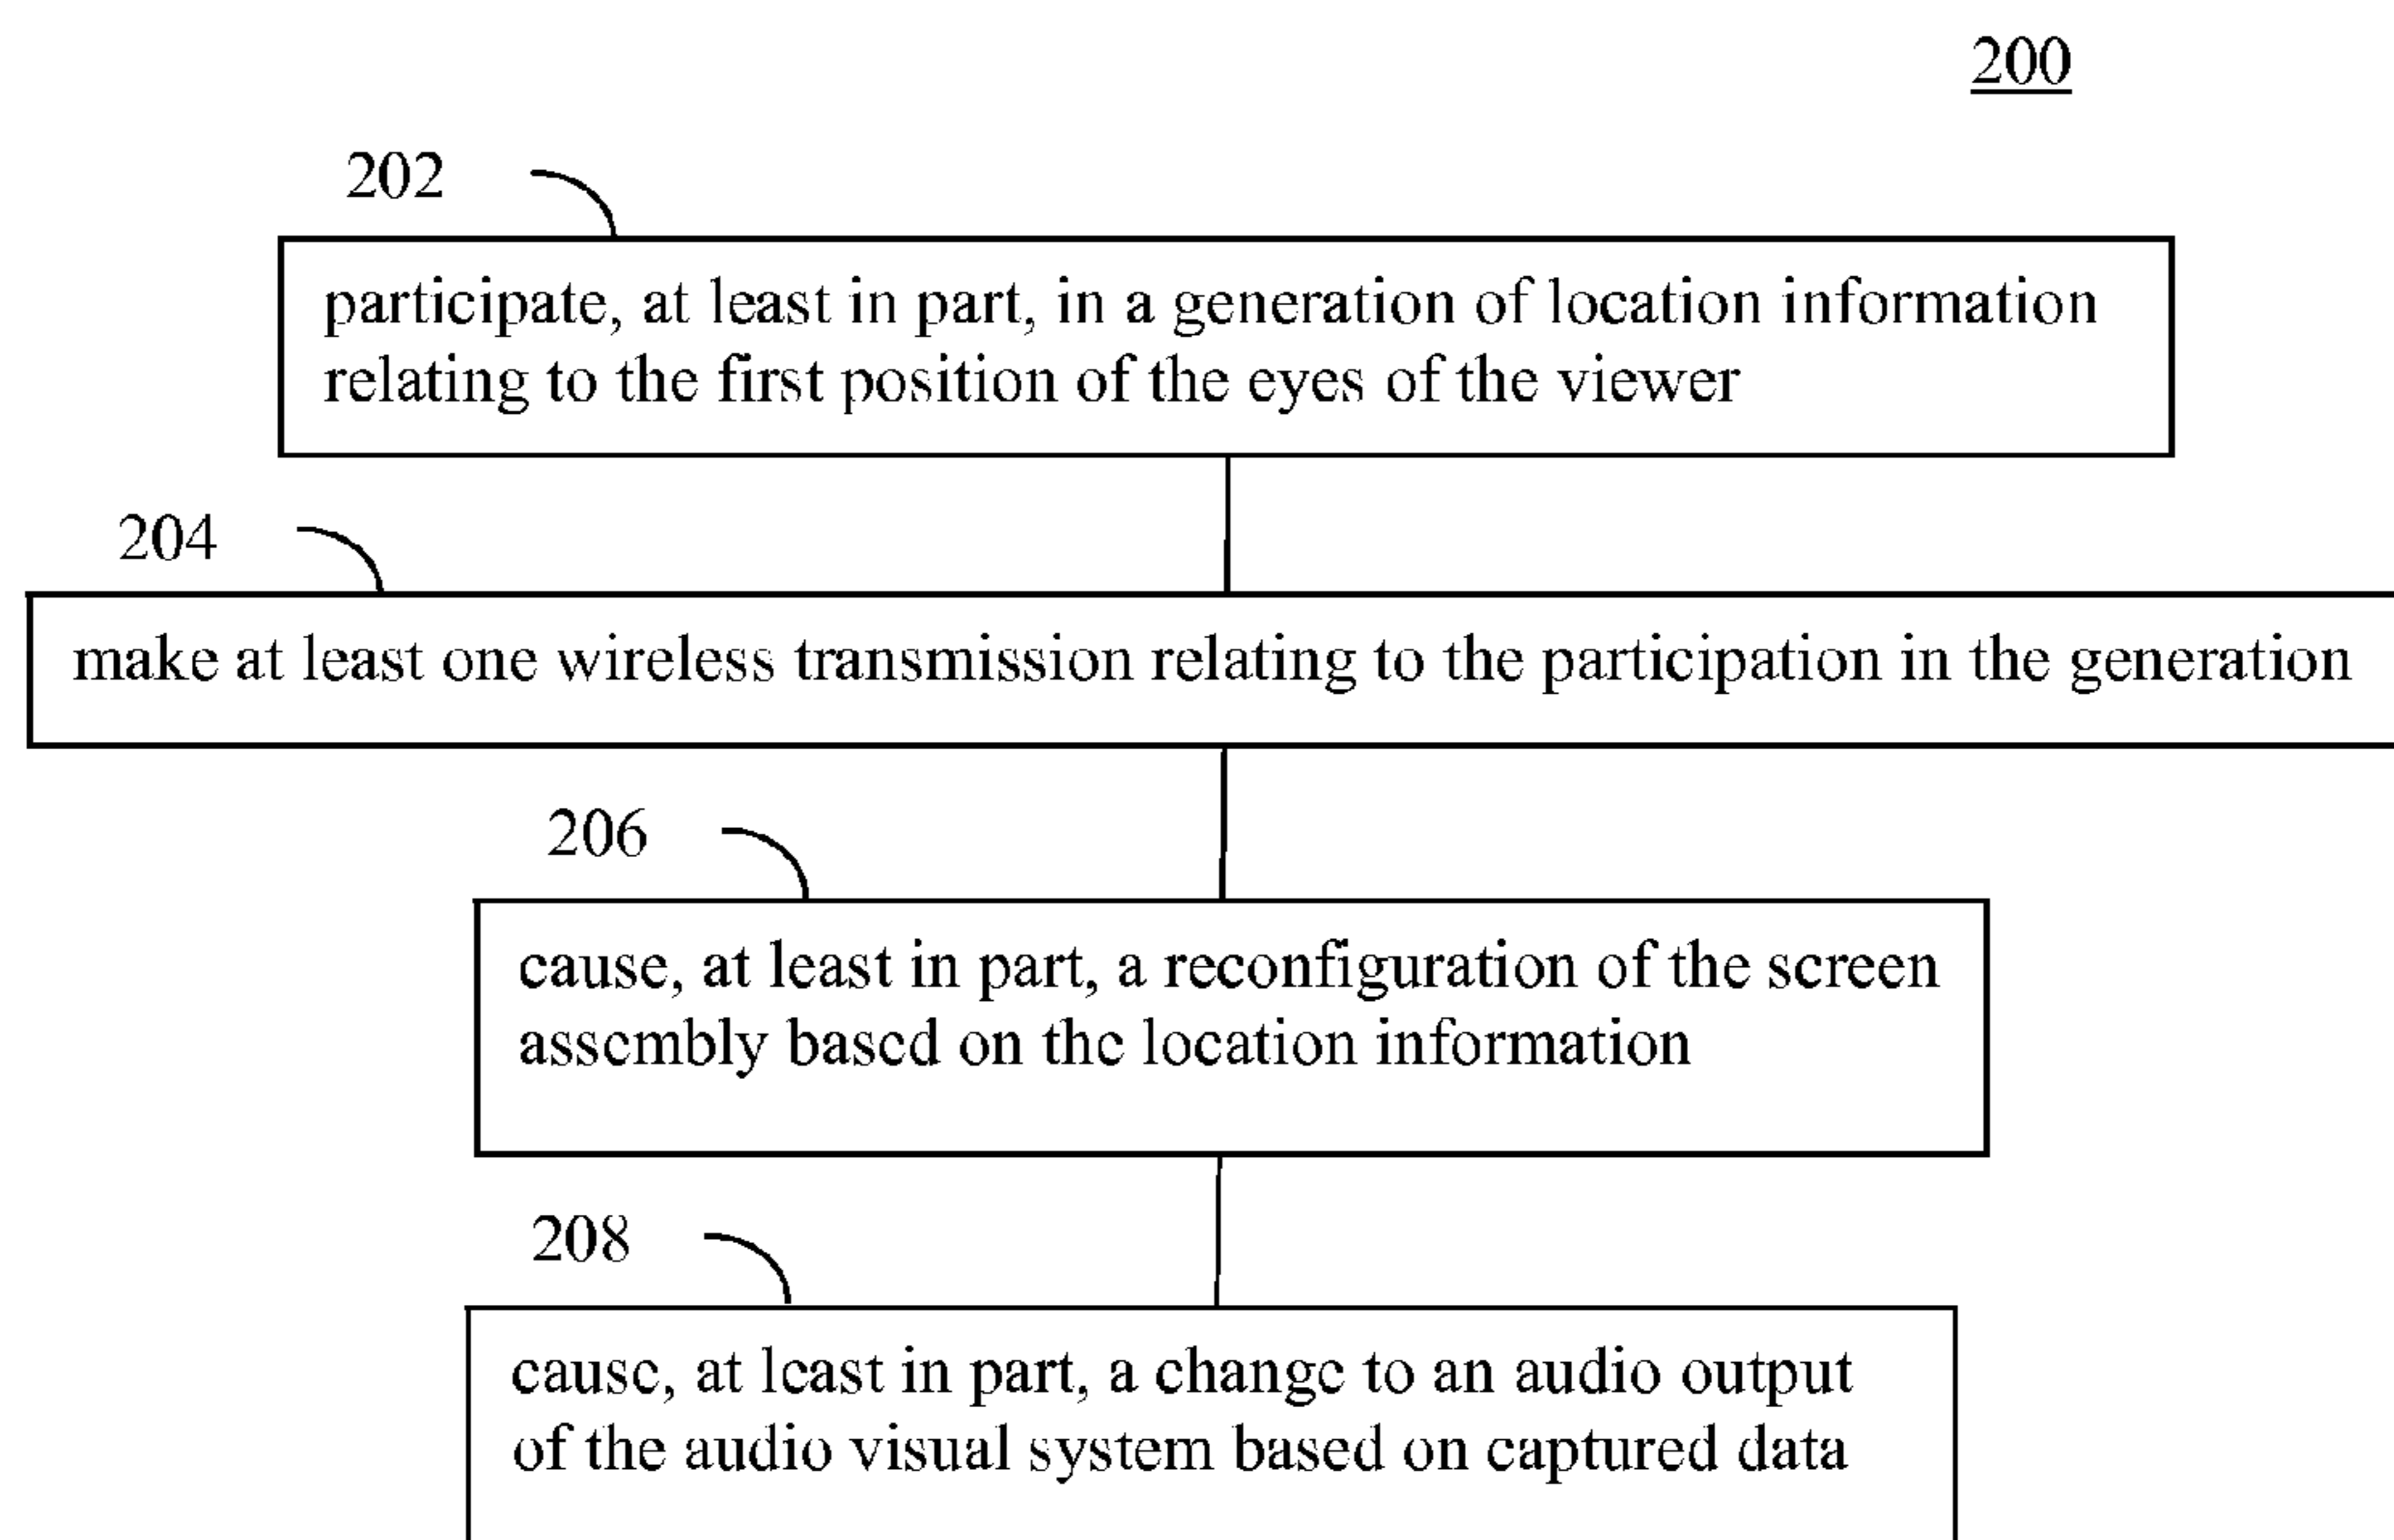 200
202
participate, at least in part, in a generation of location information
relating to the first position of the eyes of the viewer
204
make at least one wireless transmission relating to the participation in the generation
206
cause, at least in part, a reconfiguration of the screen
assembly based on the location information
208
cause, at least in part, a change to an audio output
of the audio visual system based on captured data